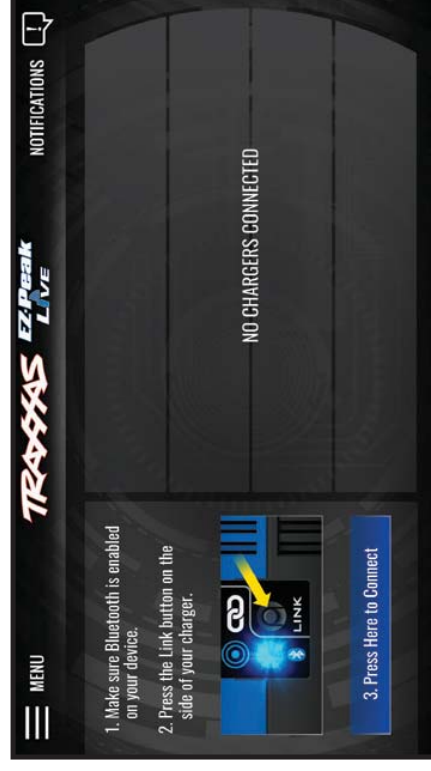 MENU
TRAXXAS EZ-Peak
LIVE
NOTIFICATIONS
1. Make sure Bluetooth is enabled
on your device.
2. Press the Link button on the
side of your charger.
LINK
3. Press Here to Connect
NO CHARGERS CONNECTED